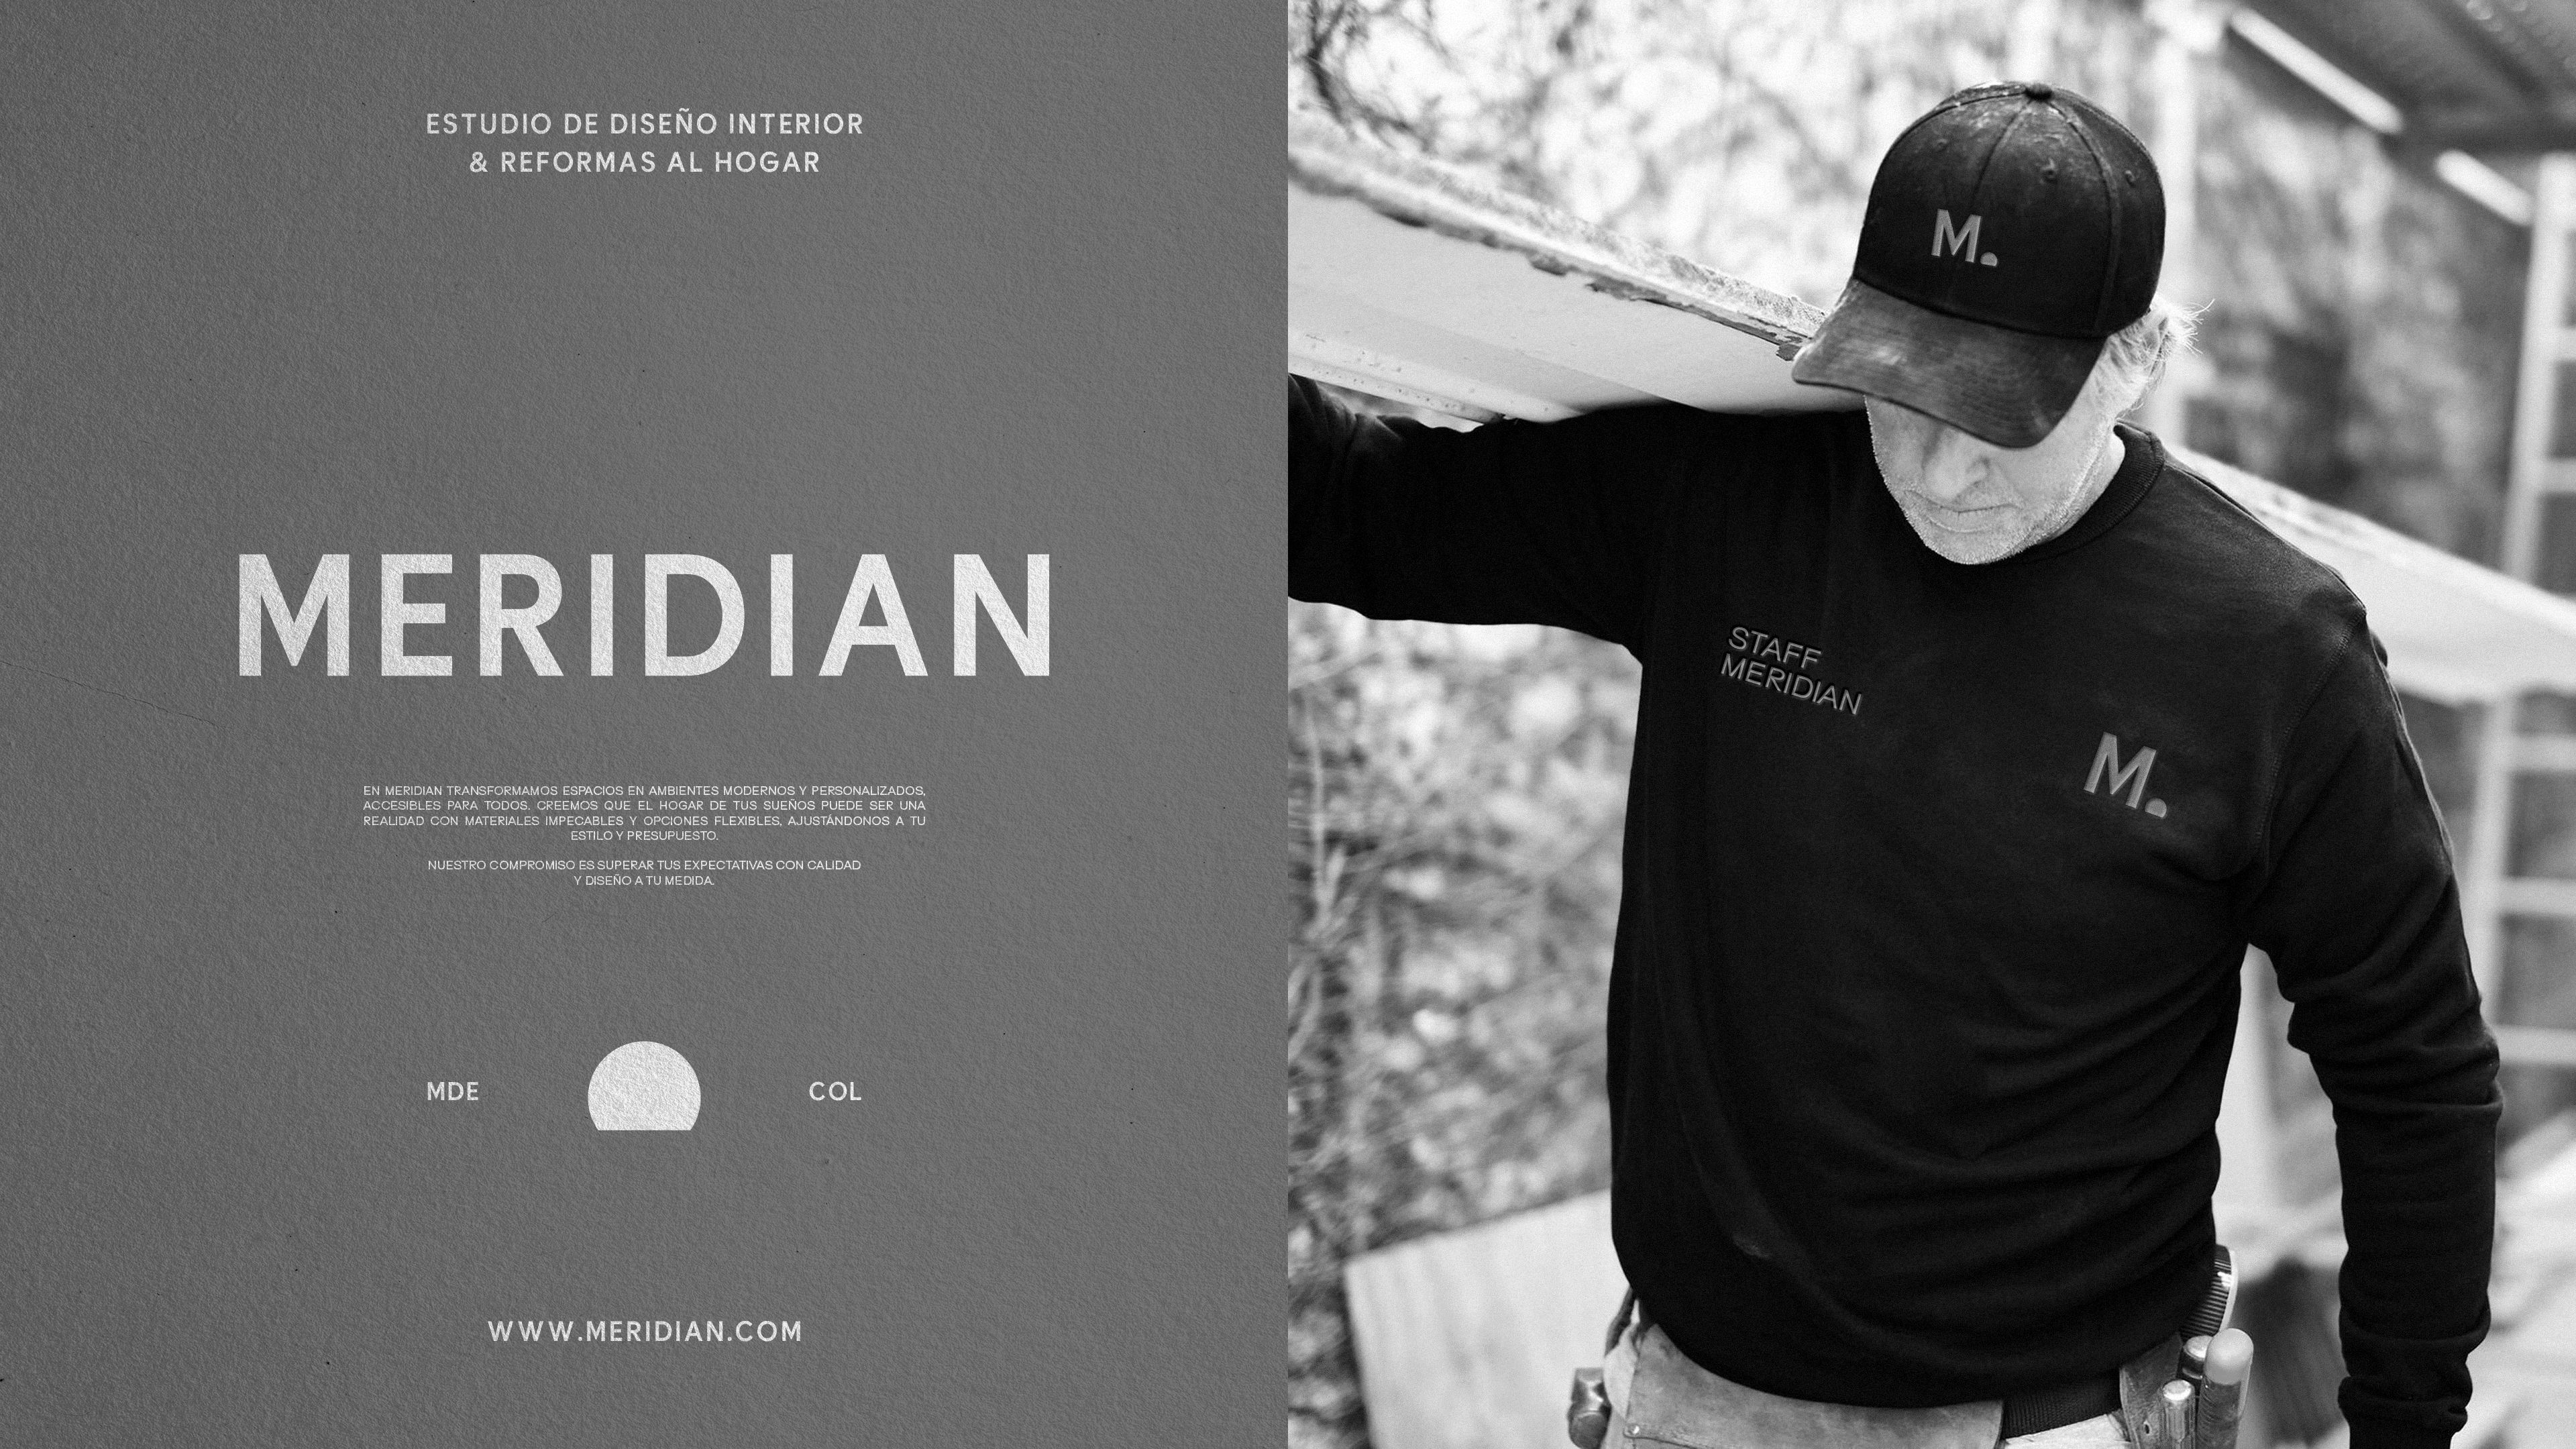 ESTUDIO DE DISEÑO INTERIOR
& REFORMAS AL HOGAR
MERIDIAN
EN MERIDIAN TRANSFORMAMOS ESPACIOS EN AMBIENTES MODERNOS Y PERSONALIZADOS,
ACCESIBLES PARA TODOS. CREEMOS QUE EL HOGAR DE TUS SUEÑOS PUEDE SER UNA
REALIDAD CON MATERIALES IMPECABLES Y OPCIONES FLEXIBLES, AJUSTÁNDONOS A TU
ESTILO Y PRESUPUESTO.
NUESTRO COMPROMISO ES SUPERAR TUS EXPECTATIVAS CON CALIDAD
Y DISEÑO A TU MEDIDA.
MDE
COL
WWW.MERIDIAN.COM
M.
STAFF
MERIDIAN
M.